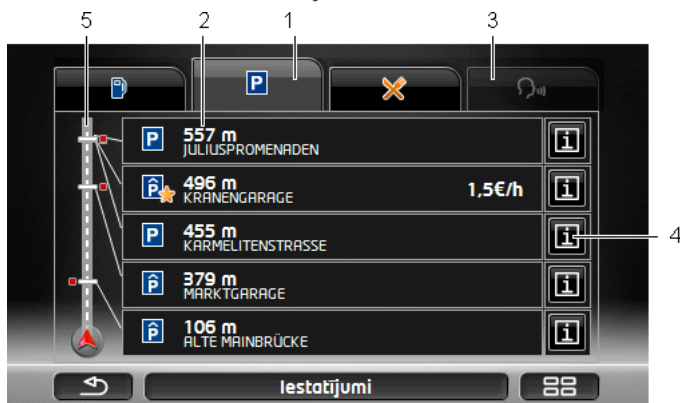 5 2 1 3
P
P 557 m
JULIUSPROMENADEN
i
P 496 m 1,5€/h
KRANENGARAGE
i
P 455 m
KARMELITENSTRASSE
i
4
P 379 m
MARKTGARAGE
i
P 106 m
ALTE MAINBRÜCKE
i
Iestatījumi